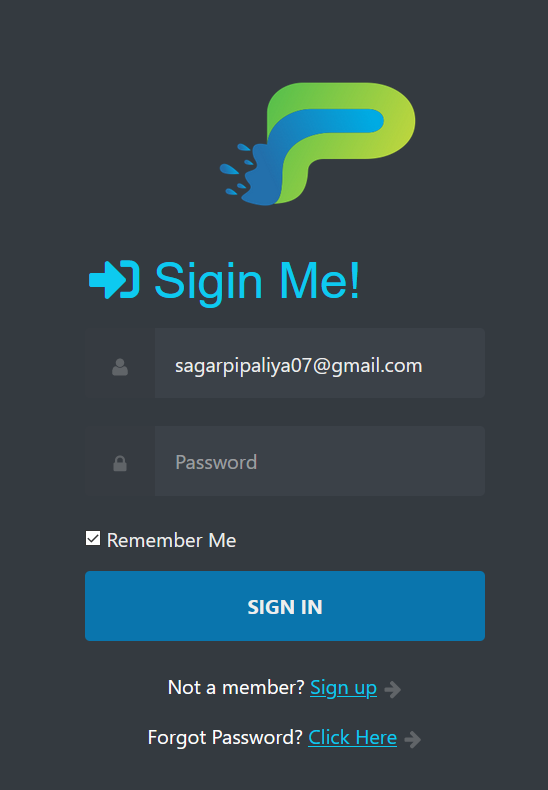 Sigin Me!
sagarpipaliya07@gmail.com
Password
Remember Me
SIGN IN
Not a member? Sign up
Forgot Password? Click Here